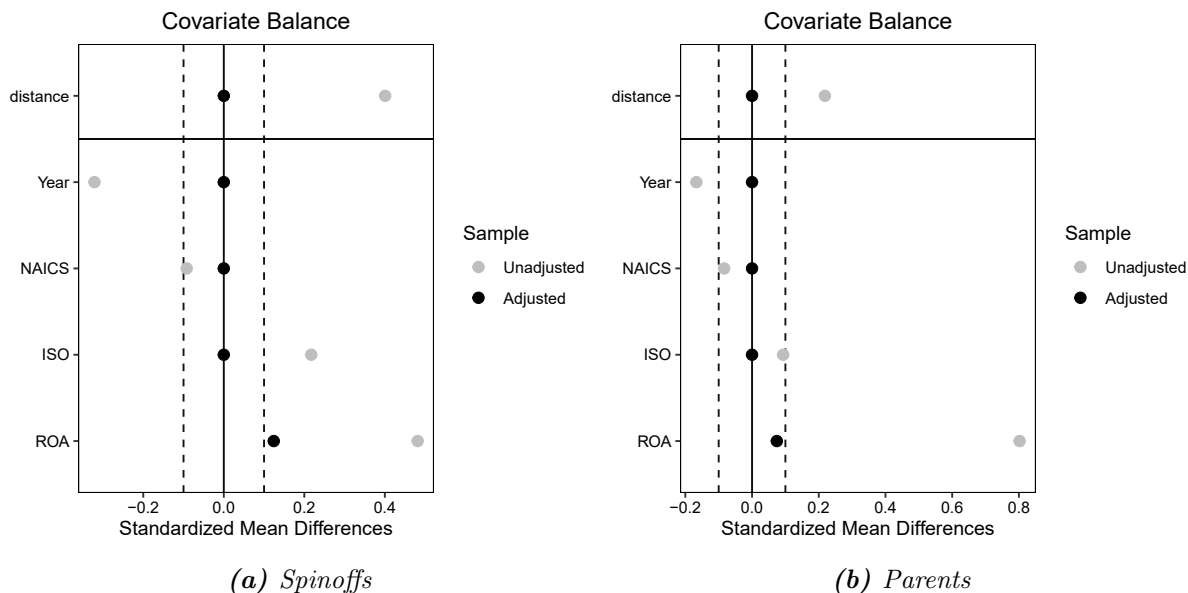 Covariate Balance
distance
Year
NAICS
ISO
ROA
−0.2 0.0 0.2 0.4
Standardized Mean Differences
Sample
Unadjusted
Adjusted
(a) Spinoffs
Covariate Balance
distance
Year
NAICS
ISO
ROA
−0.2 0.0 0.2 0.4 0.6 0.8
Standardized Mean Differences
Sample
Unadjusted
Adjusted
(b) Parents